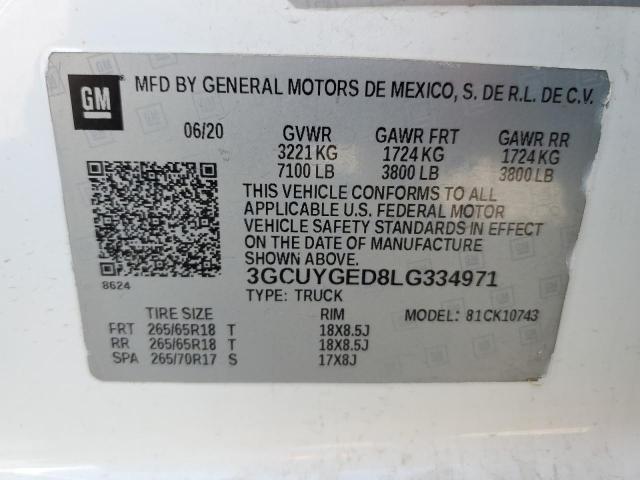 GM
MFD BY GENERAL MOTORS DE MEXICO, S. DE R.L. DE C.V.
06/20 GVWR GAWR FRT GAWR RR
3221 KG 1724 KG 1724 KG
7100 LB 3800 LB 3800 LB
THIS VEHICLE CONFORMS TO ALL
APPLICABLE U.S. FEDERAL MOTOR
VEHICLE SAFETY STANDARDS IN EFFECT
ON THE DATE OF MANUFACTURE
SHOWN ABOVE.
8624
3GCUYGED8LG334971
TYPE: TRUCK
TIRE SIZE RIM MODEL: 81CK10743
FRT 265/65R18 T 18X8.5J
RR 265/65R18 T 18X8.5J
SPA 265/70R17 S 17X8J